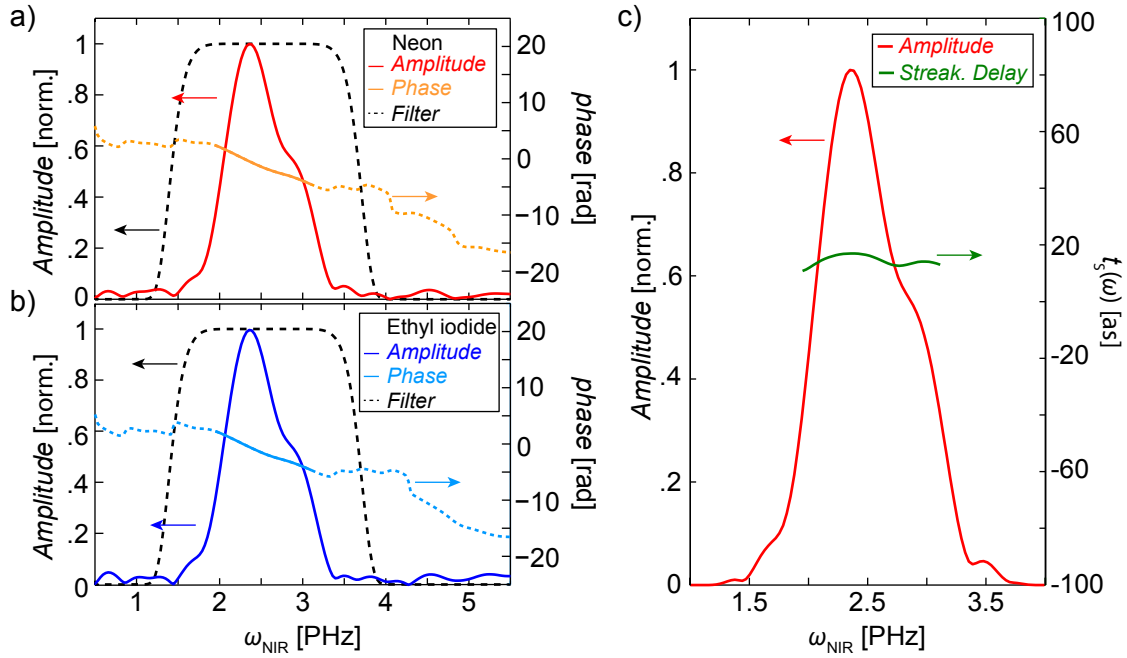 a)
Amplitude [norm.]
1
.8
.6
.4
.2
0
Neon
Amplitude
Phase
Filter
20
10
0
−10
−20
phase [rad]
b)
Amplitude [norm.]
1
.8
.6
.4
.2
0
Ethyl iodide
Amplitude
Phase
Filter
20
10
0
−10
−20
phase [rad]
1 2 3 4 5
ω_NIR [PHz]
c)
Amplitude [norm.]
1
.8
.6
.4
.2
0
Amplitude
Streak. Delay
100
60
20
-20
-60
-100
t_s(ω) [as]
1.5 2.5 3.5
ω_NIR [PHz]